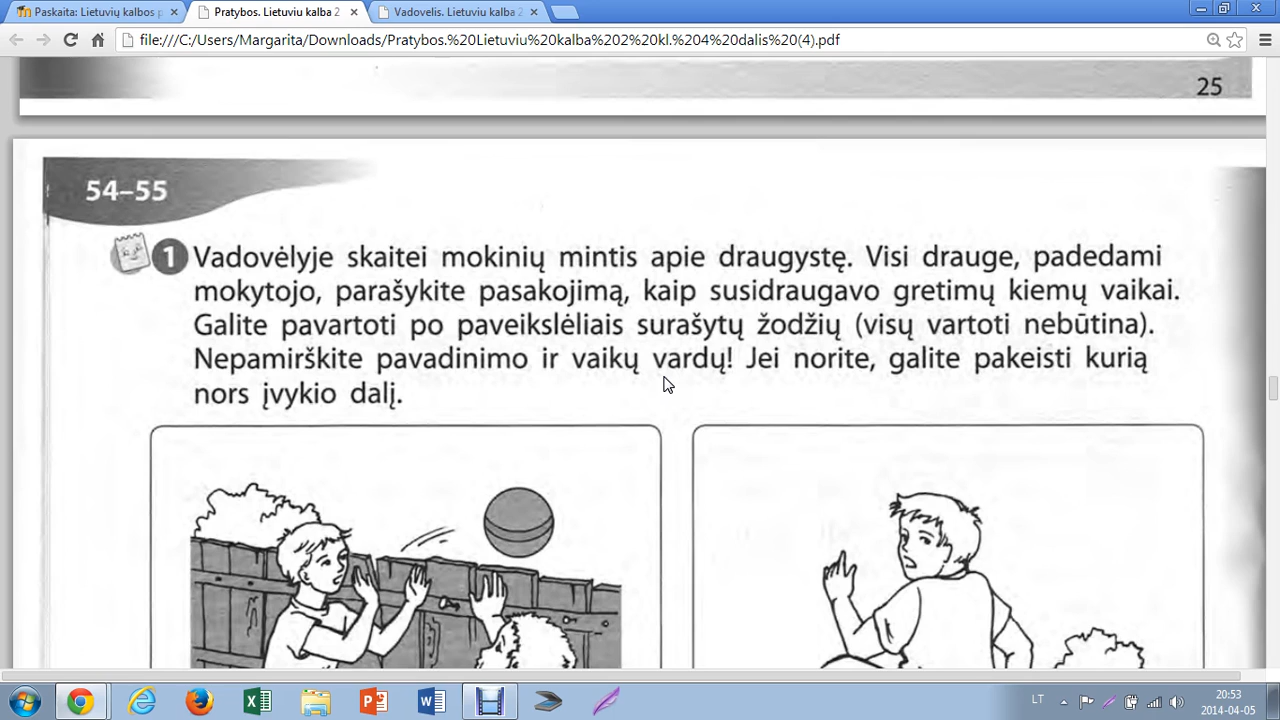 Paskaita: Lietuvių kalbos p
Pratybos. Lietuviu kalba 2
Vadovelis. Lietuviu kalba 2
file:///C:/Users/Margarita/Downloads/Pratybos.%20Lietuviu%20kalba%202%20kl.%204%20dalis%20(4).pdf
25
54–55
1 Vadovėlyje skaitei mokinių mintis apie draugystę. Visi drauge, padedami
mokytojo, parašykite pasakojimą, kaip susidraugavo gretimų kiemų vaikai.
Galite pavartoti po paveikslėliais surašytų žodžių (visų vartoti nebūtina).
Nepamirškite pavadinimo ir vaikų vardų! Jei norite, galite pakeisti kurią
nors įvykio dalį.
LT
20:53
2014-04-05